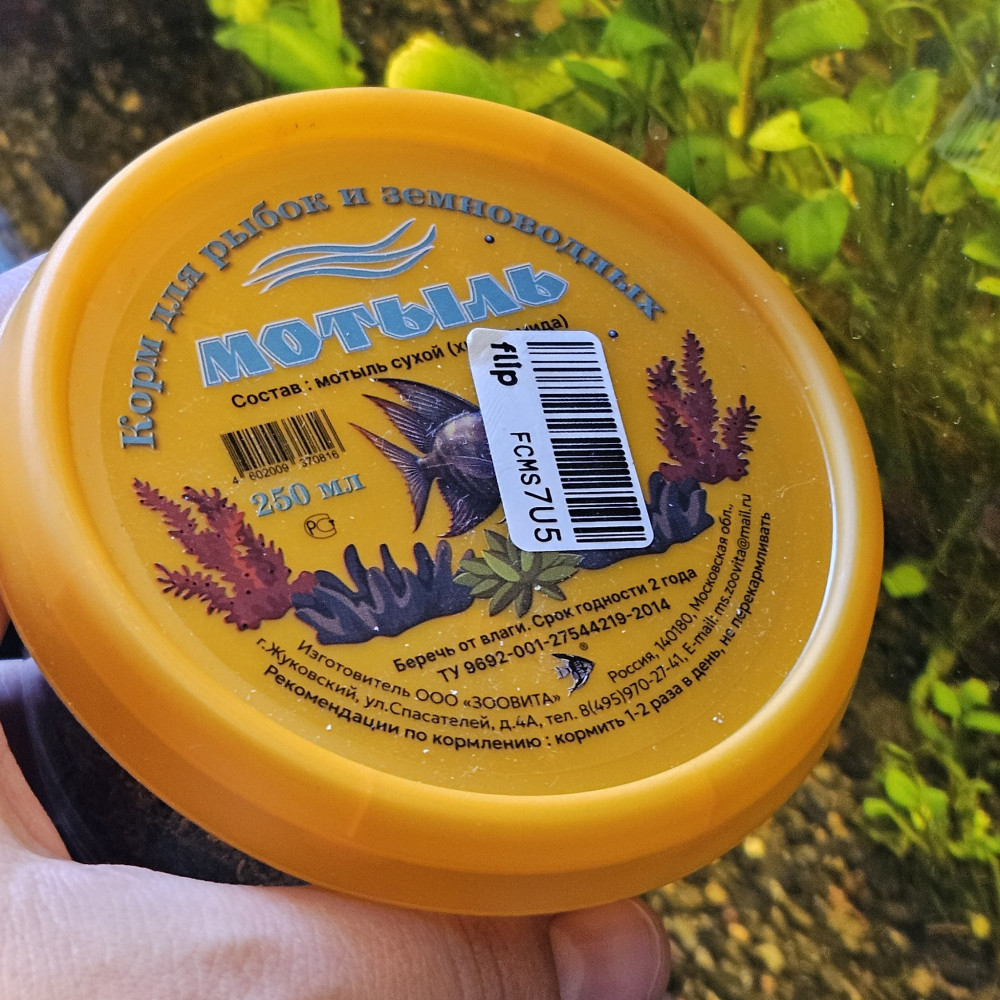 Корм для рыбок и земноводных
МОТЫЛЬ
Состав : мотыль сухой
4 602009 370816
250 мл
РСТ
flip
FCMS7U5
Беречь от влаги. Срок годности 2 года
ТУ 9692-001-27544219-2014
®
Изготовитель ООО "ЗООВИТА" Россия, 140180, Московская обл.,
г.Жуковский, ул.Спасателей, д.4А, тел. 8(495)970-27-41, E-mail: ms.zoovita@mail.ru
Рекомендации по кормлению : кормить 1-2 раза в день, не перекармливать